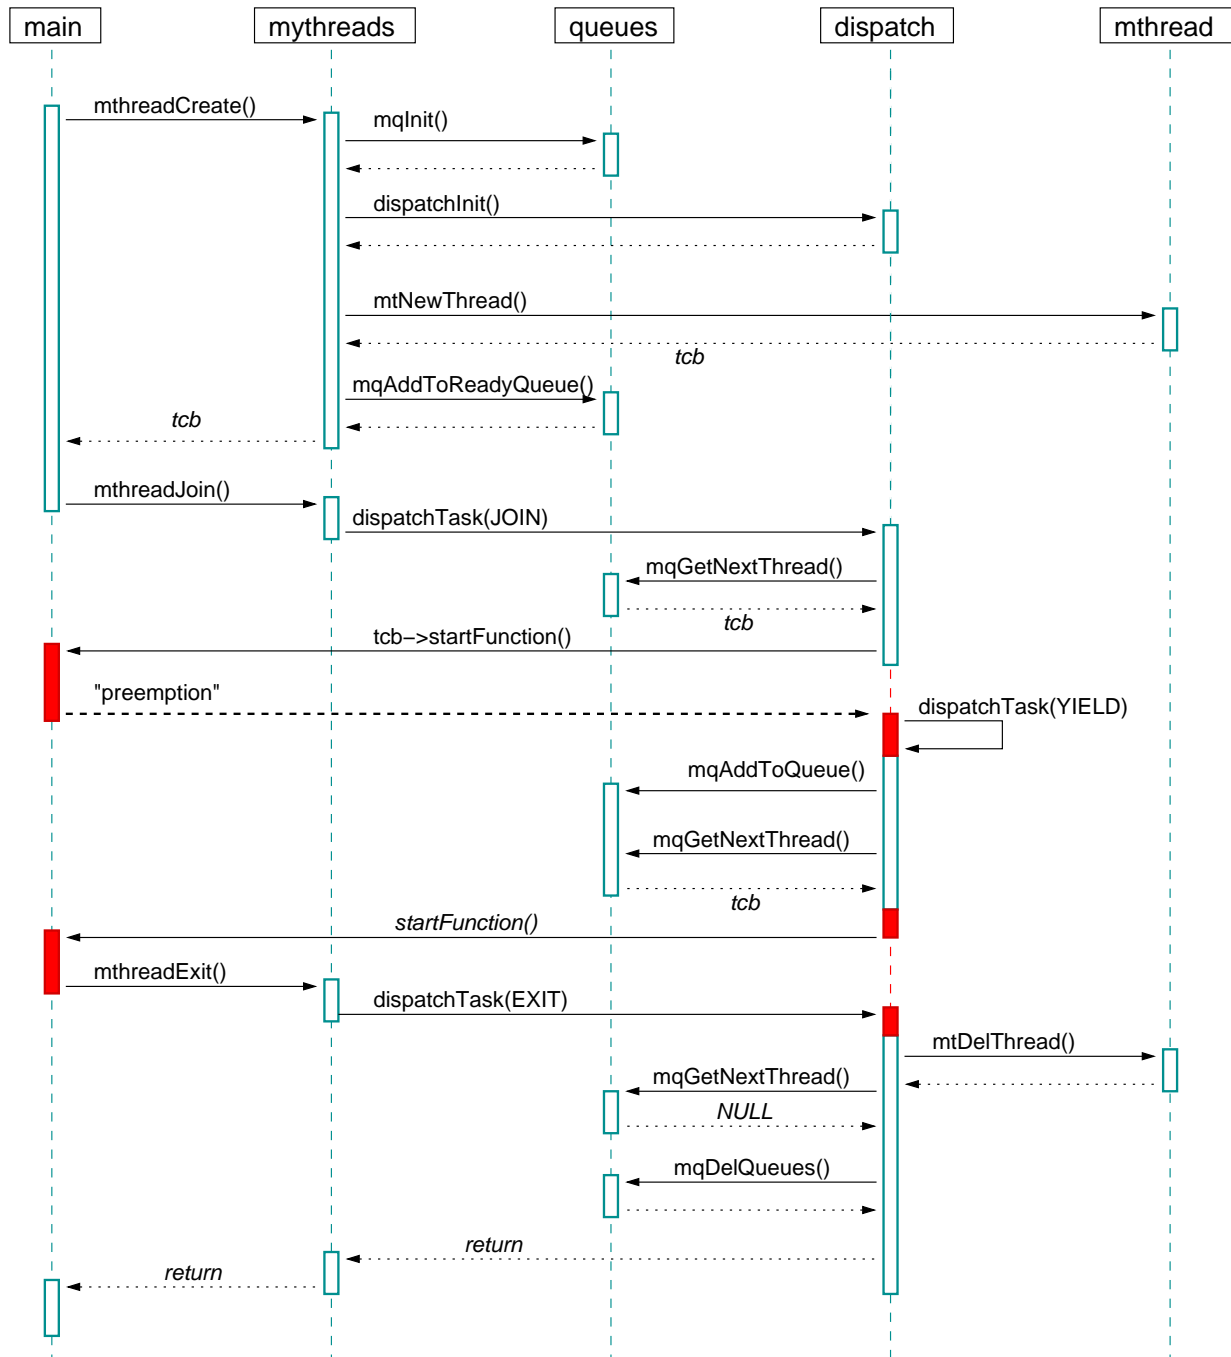 main mythreads queues dispatch mthread
mthreadCreate()
mqInit()
dispatchInit()
mtNewThread()
tcb
mqAddToReadyQueue()
tcb
mthreadJoin()
dispatchTask(JOIN)
mqGetNextThread()
tcb
tcb−>startFunction()
"preemption"
dispatchTask(YIELD)
mqAddToQueue()
mqGetNextThread()
tcb
startFunction()
mthreadExit()
dispatchTask(EXIT)
mtDelThread()
mqGetNextThread()
NULL
mqDelQueues()
return
return